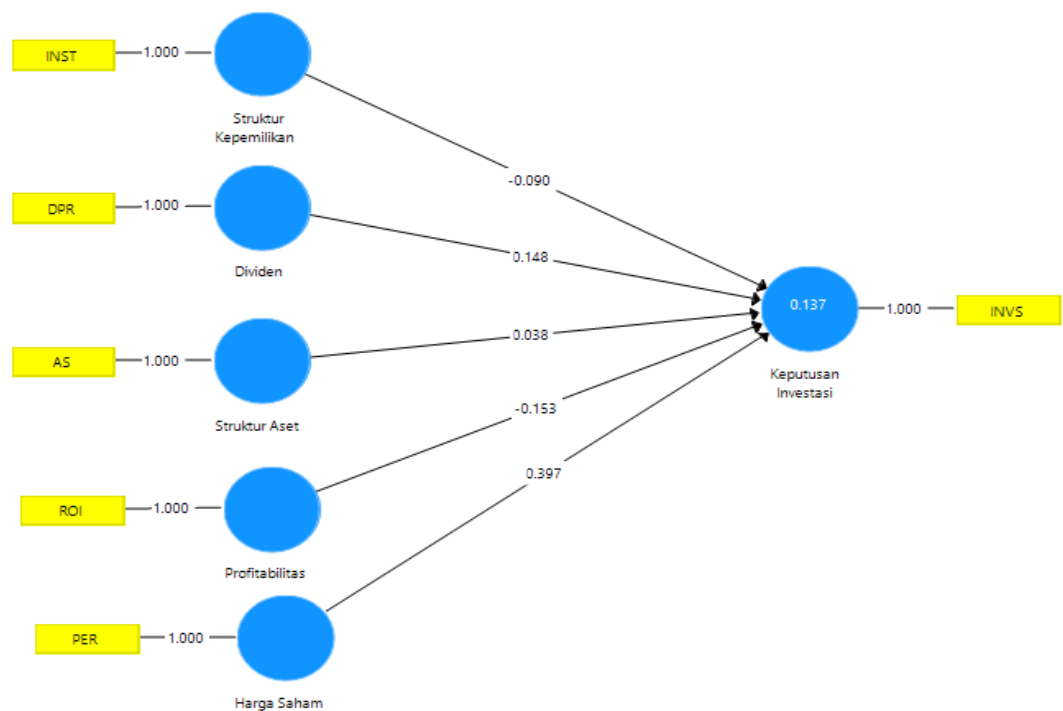 INST
1.000
Struktur
Kepemilikan
-0.090
DPR
1.000
Dividen
0.148
AS
1.000
Struktur Aset
0.038
ROI
1.000
Profitabilitas
-0.153
PER
1.000
Harga Saham
0.397
0.137
Keputusan
Investasi
1.000
INVS